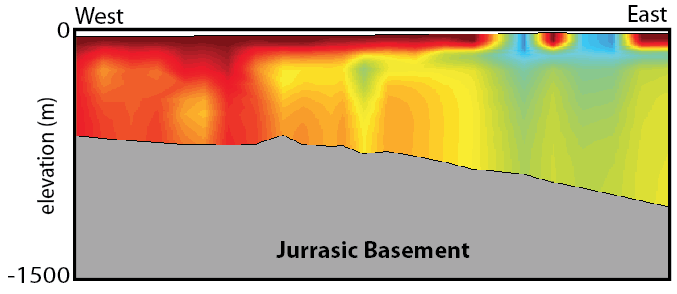 West
East
0
elevation (m)
Jurrasic Basement
-1500